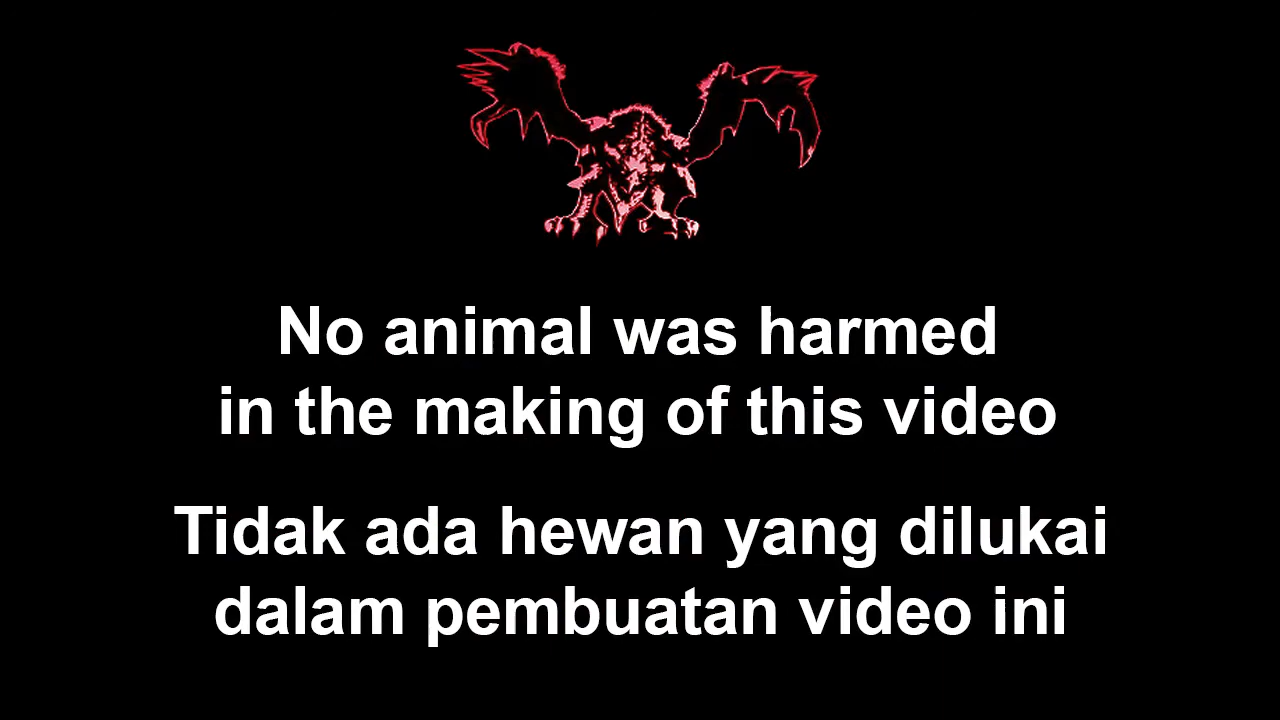 No animal was harmed
in the making of this video
Tidak ada hewan yang dilukai
dalam pembuatan video ini